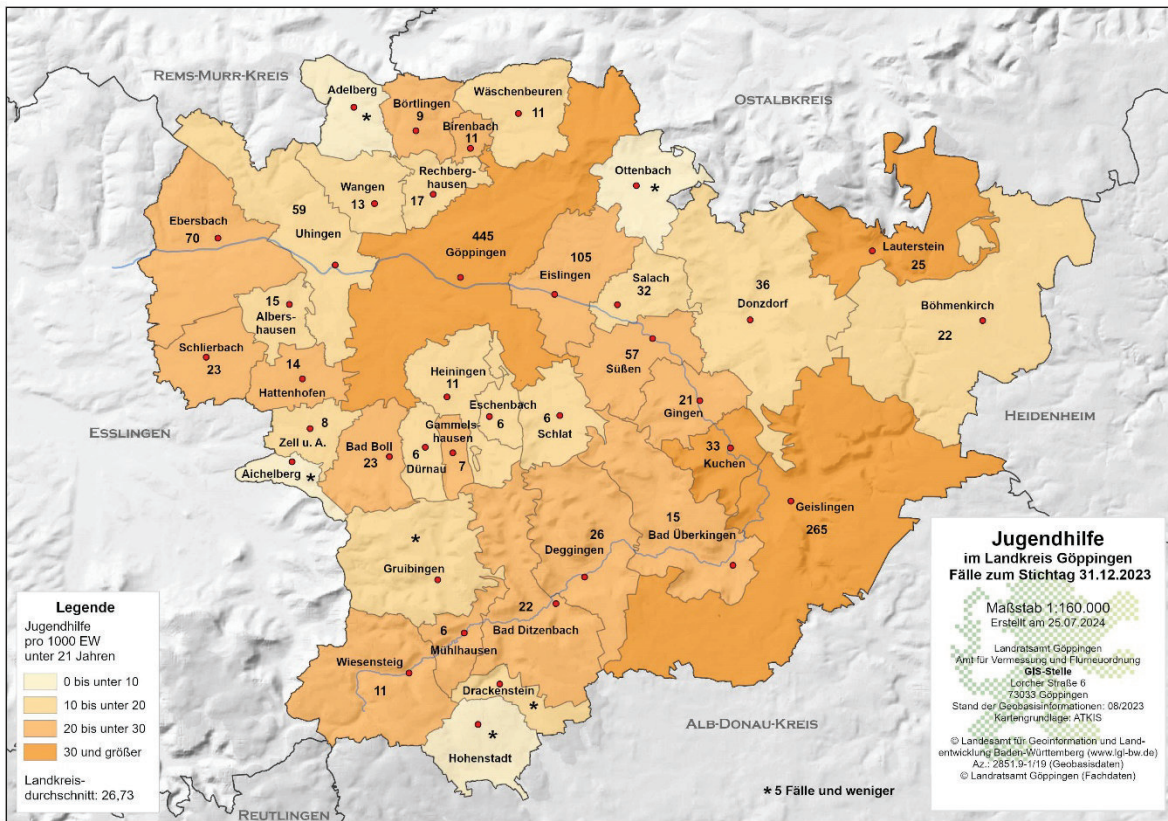 REMS-MURR-KREIS
OSTALBKREIS
Adelberg
*
Börtlingen
9
Birenbach
11
Wäschenbeuren
11
Ottenbach
*
Rechberg-
hausen
17
Wangen
13
59
Uhingen
Ebersbach
70
445
Göppingen
105
Eislingen
Salach
32
36
Donzdorf
Lauterstein
25
Böhmenkirch
22
15
Albers-
hausen
Schlierbach
23
14
Hattenhofen
57
Süßen
Heiningen
11
Eschenbach
6
6
Schlat
21
Gingen
HEIDENHEIM
ESSLINGEN
8
Zell u. A.
Aichelberg
*
Bad Boll
23
6
Dürnau
Gammels-
hausen
7
33
Kuchen
Geislingen
265
*
Gruibingen
26
Deggingen
15
Bad Überkingen
22
Bad Ditzenbach
6
Mühlhausen
Wiesensteig
11
Drackenstein
*
*
Hohenstadt
ALB-DONAU-KREIS
REUTLINGEN
* 5 Fälle und weniger
Legende
Jugendhilfe
pro 1000 EW
unter 21 Jahren
0 bis unter 10
10 bis unter 20
20 bis unter 30
30 und größer
Landkreis-
durchschnitt: 26,73
Jugendhilfe
im Landkreis Göppingen
Fälle zum Stichtag 31.12.2023
Maßstab 1:160.000
Erstellt am 25.07.2024
Landratsamt Göppingen
Amt für Vermessung und Flurneuordnung
GIS-Stelle
Lorcher Straße 6
73033 Göppingen
Stand der Geobasisinformationen: 08/2023
Kartengrundlage: ATKIS
© Landesamt für Geoinformation und Land-
entwicklung Baden-Württemberg (www.lgl-bw.de)
Az.: 2851.9-1/19 (Geobasisdaten)
© Landratsamt Göppingen (Fachdaten)